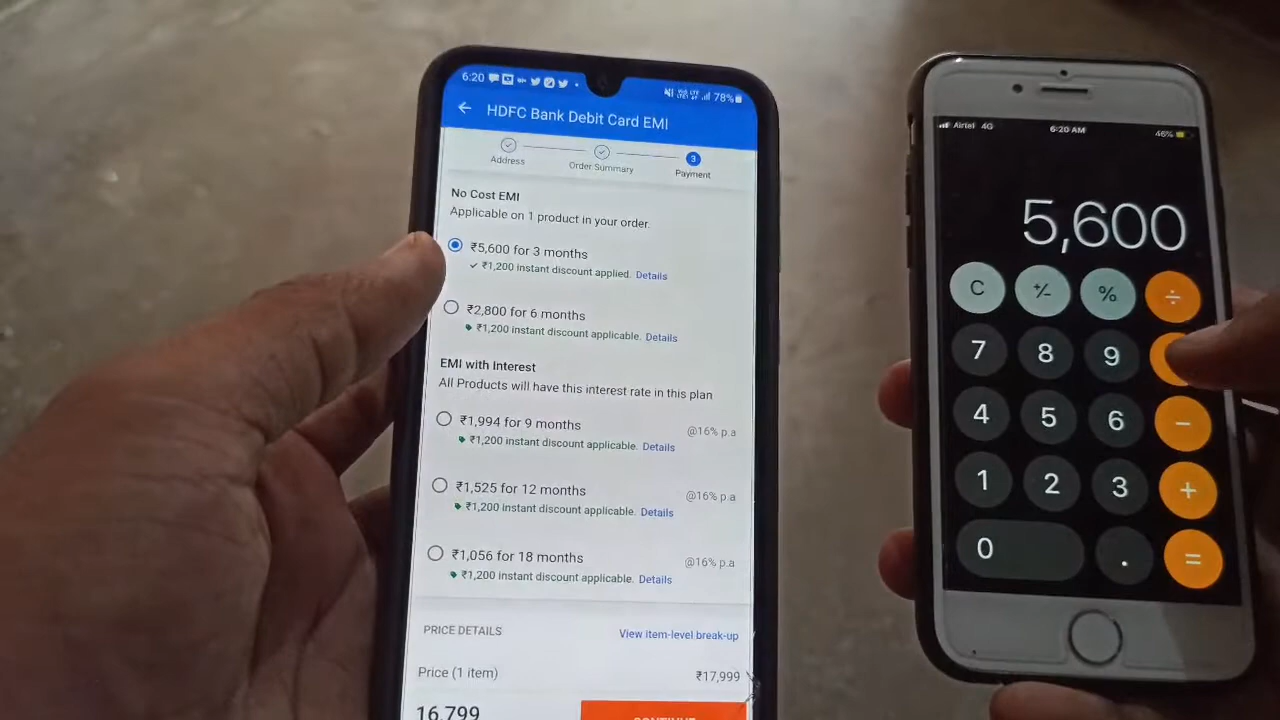 6:20
78%
HDFC Bank Debit Card EMI
Address
Order Summary
3
Payment
No Cost EMI
Applicable on 1 product in your order.
₹5,600 for 3 months
₹1,200 instant discount applied. Details
₹2,800 for 6 months
₹1,200 instant discount applicable. Details
EMI with Interest
All Products will have this interest rate in this plan
₹1,994 for 9 months
@16% p.a
₹1,200 instant discount applicable. Details
₹1,525 for 12 months
@16% p.a
₹1,200 instant discount applicable. Details
₹1,056 for 18 months
@16% p.a
₹1,200 instant discount applicable. Details
PRICE DETAILS
View item-level break-up
Price (1 item)
₹17,999
16,799
CONTINUE
Airtel 4G
6:20 AM
46%
5,600
C +/- % ÷
7 8 9
4 5 6 −
1 2 3 +
0 . =